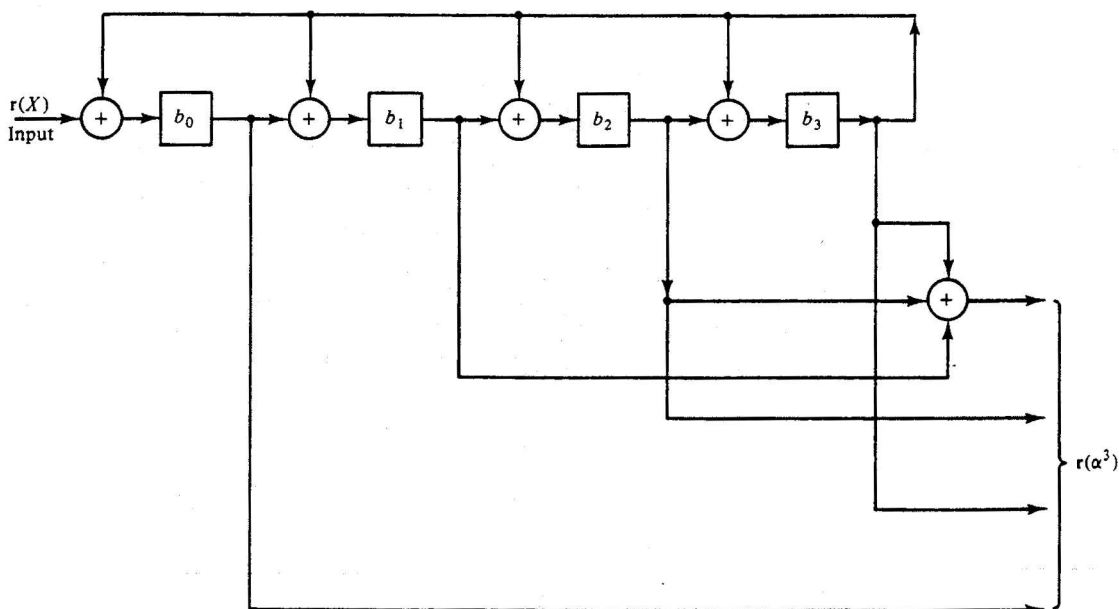 r(X)
Input
+
b₀
+
b₁
+
b₂
+
b₃
+
r(α³)